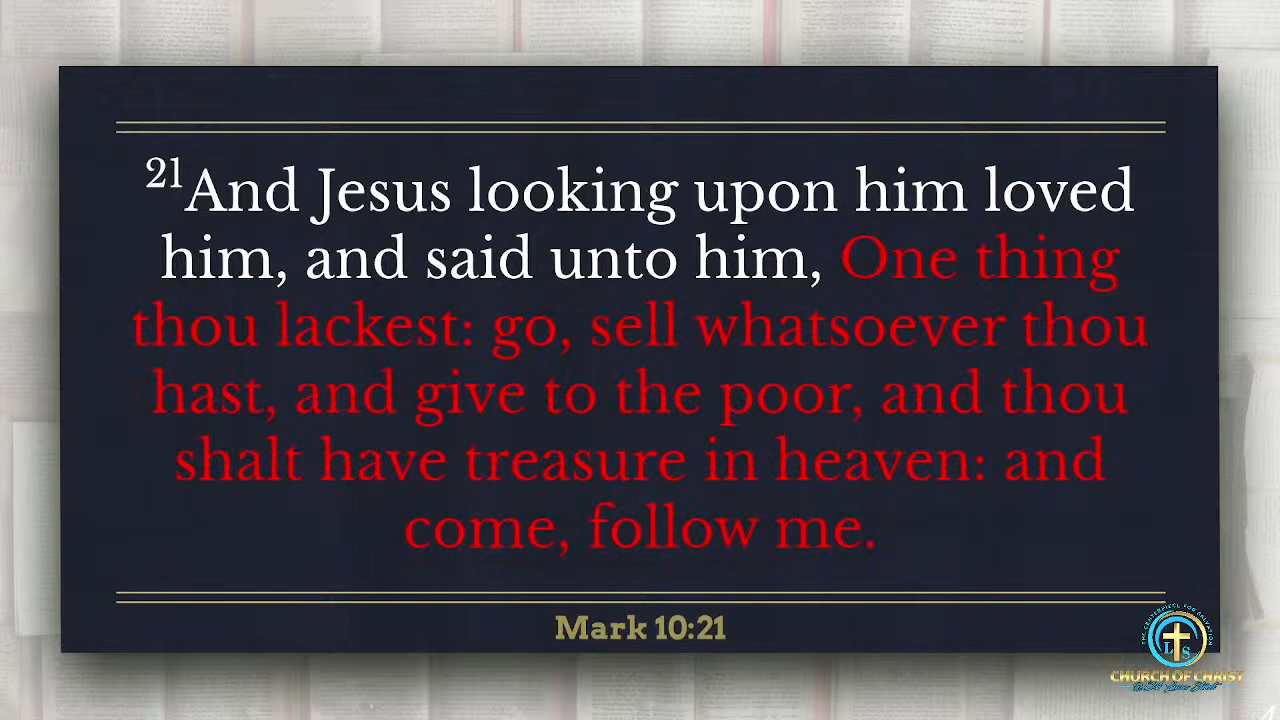 21And Jesus looking upon him loved
him, and said unto him, One thing
thou lackest: go, sell whatsoever thou
hast, and give to the poor, and thou
shalt have treasure in heaven: and
come, follow me.
Mark 10:21
L S
CHURCH OF CHRIST